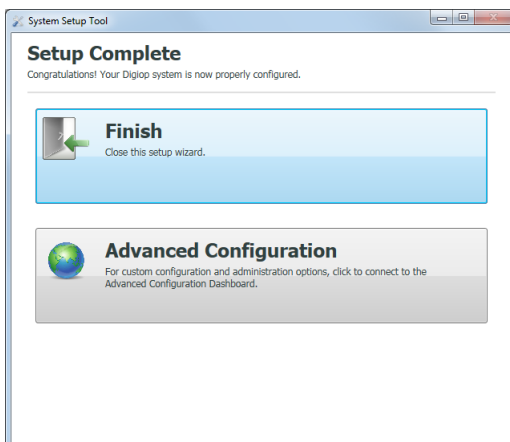 System Setup Tool
Setup Complete
Congratulations! Your Digiop system is now properly configured.
Finish
Close this setup wizard.
Advanced Configuration
For custom configuration and administration options, click to connect to the
Advanced Configuration Dashboard.